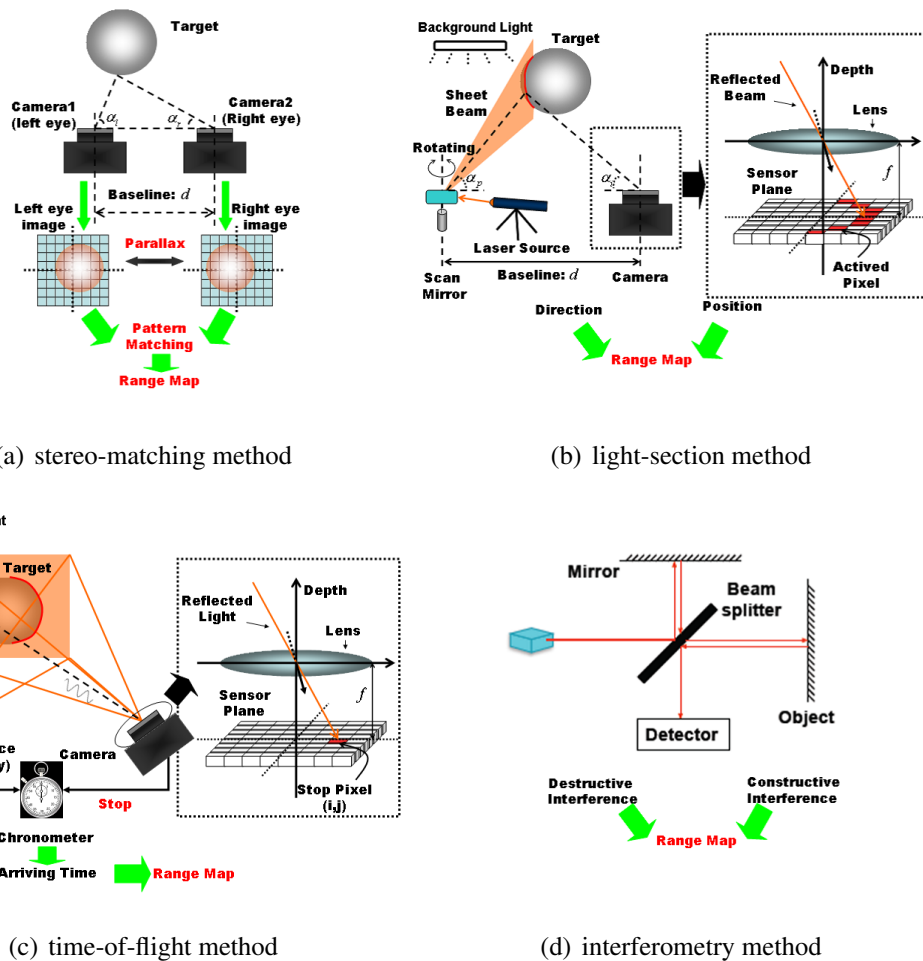 Target
Camera1
(left eye)
α_l
α_r
Camera2
(Right eye)
Baseline: d
Left eye
image
Right eye
image
Parallax
Pattern
Matching
Range Map
(a) stereo-matching method
Background Light
Target
Sheet
Beam
Rotating
α_p
Laser Source
Baseline: d
Scan
Mirror
Camera
Depth
Reflected
Beam
Lens
f
Sensor
Plane
Actived
Pixel
Direction
Position
Range Map
(b) light-section method
Target
Camera
Stop
Chronometer
Arriving Time
Range Map
Depth
Reflected
Light
Lens
f
Sensor
Plane
Stop Pixel
(i,j)
(c) time-of-flight method
Mirror
Beam
splitter
Object
Detector
Destructive
Interference
Constructive
Interference
Range Map
(d) interferometry method